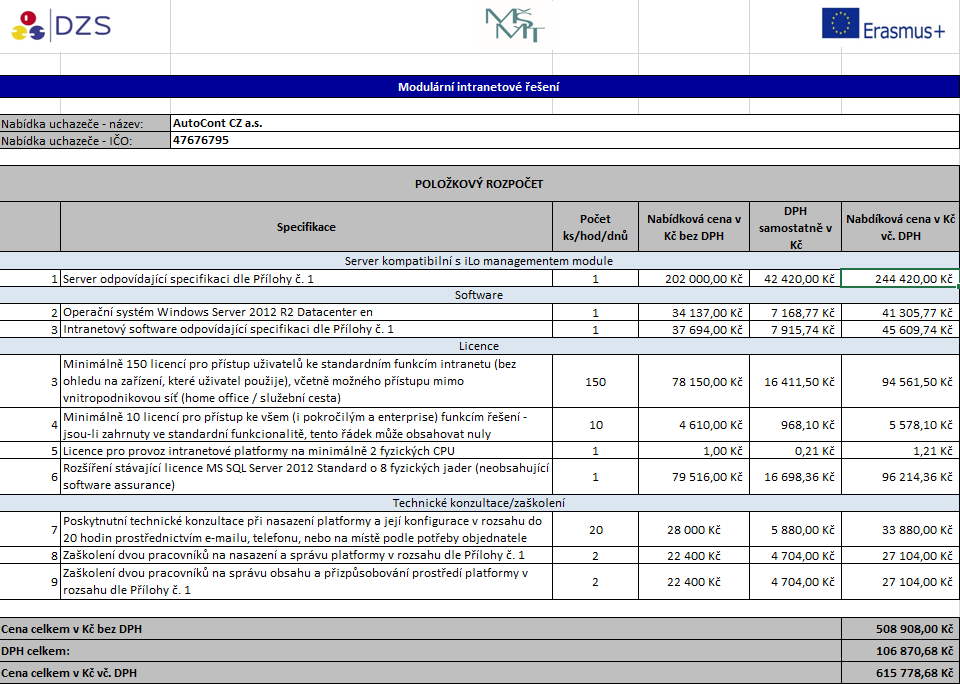 DZS
MŠMT
Erasmus+
Modulární intranetové řešení
Nabídka uchazeče - název: AutoCont CZ a.s.
Nabídka uchazeče - IČO: 47676795
POLOŽKOVÝ ROZPOČET
Specifikace Počet ks/hod/dnů Nabídková cena v Kč bez DPH DPH samostatně v Kč Nabdíková cena v Kč vč. DPH
Server kompatibilní s iLo managementem module
1 Server odpovídající specifikaci dle Přílohy č. 1 1 202 000,00 Kč 42 420,00 Kč 244 420,00 Kč
Software
2 Operační systém Windows Server 2012 R2 Datacenter en 1 34 137,00 Kč 7 168,77 Kč 41 305,77 Kč
3 Intranetový software odpovídající specifikaci dle Přílohy č. 1 1 37 694,00 Kč 7 915,74 Kč 45 609,74 Kč
Licence
Minimálně 150 licencí pro přístup uživatelů ke standardním funkcím intranetu (bez
3 ohledu na zařízení, které uživatel použije), včetně možného přístupu mimo 150 78 150,00 Kč 16 411,50 Kč 94 561,50 Kč
vnitropodnikovou síť (home office / služební cesta)
Minimálně 10 licencí pro přístup ke všem (i pokročilým a enterprise) funkcím řešení -
4 jsou-li zahrnuty ve standardní funkcionalitě, tento řádek může obsahovat nuly 10 4 610,00 Kč 968,10 Kč 5 578,10 Kč
5 Licence pro provoz intranetové platformy na minimálně 2 fyzických CPU 1 1,00 Kč 0,21 Kč 1,21 Kč
Rozšíření stávající licence MS SQL Server 2012 Standard o 8 fyzických jader (neobsahující
6 software assurance) 1 79 516,00 Kč 16 698,36 Kč 96 214,36 Kč
Technické konzultace/zaškolení
Poskytnutní technické konzultace při nasazení platformy a její konfigurace v rozsahu do
7 20 hodin prostřednictvím e-mailu, telefonu, nebo na místě podle potřeby objednatele 20 28 000 Kč 5 880,00 Kč 33 880,00 Kč
8 Zaškolení dvou pracovníků na nasazení a správu platformy v rozsahu dle Přílohy č. 1 2 22 400 Kč 4 704,00 Kč 27 104,00 Kč
Zaškolení dvou pracovníků na správu obsahu a přizpůsobování prostředí platformy v
9 rozsahu dle Přílohy č. 1 2 22 400 Kč 4 704,00 Kč 27 104,00 Kč
Cena celkem v Kč bez DPH 508 908,00 Kč
DPH celkem: 106 870,68 Kč
Cena celkem v Kč vč. DPH 615 778,68 Kč